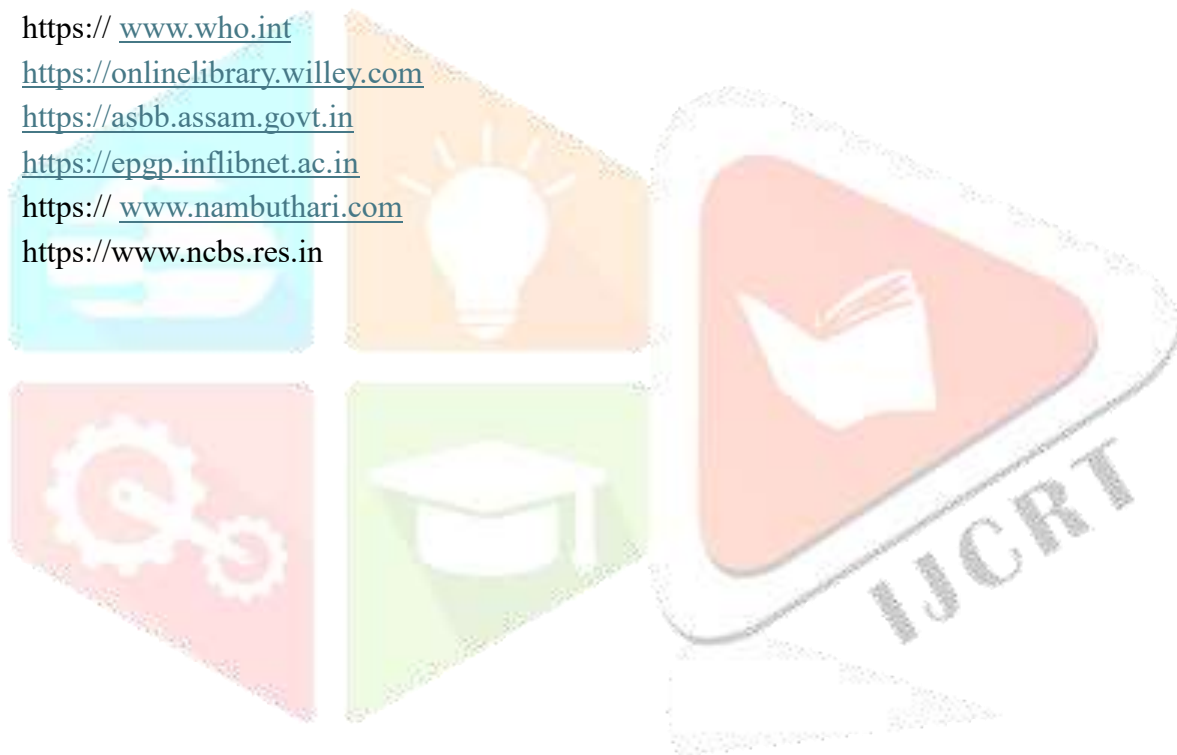 https:// www.who.int
https://onlinelibrary.willey.com
https://asbb.assam.govt.in
https://epgp.inflibnet.ac.in
https:// www.nambuthari.com
https://www.ncbs.res.in
IJCRT